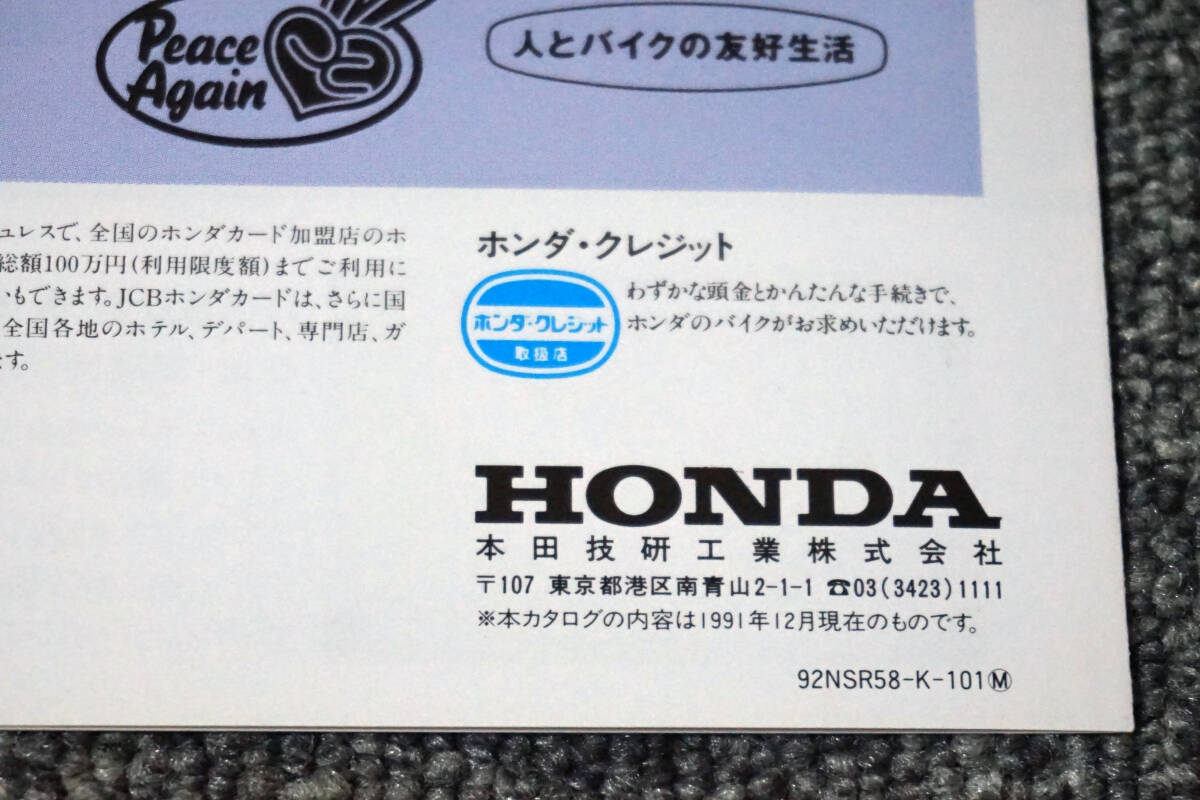 Peace
Again
人とバイクの友好生活
ュレスで、全国のホンダカード加盟店のホ
総額100万円(利用限度額)までご利用に
いもできます。JCBホンダカードは、さらに国
全国各地のホテル、デパート、専門店、ガ
ます。
ホンダ・クレジット
ホンダ・クレジット
取扱店
わずかな頭金とかんたんな手続きで、
ホンダのバイクがお求めいただけます。
HONDA
本田技研工業株式会社
〒107 東京都港区南青山2-1-1 ☎03(3423)1111
※本カタログの内容は1991年12月現在のものです。
92NSR58-K-101Ⓜ